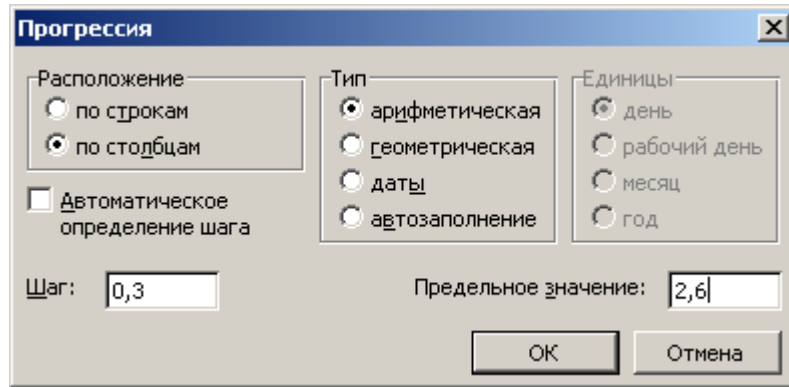 Прогрессия
Расположение
по строкам
по столбцам
Автоматическое
определение шага
Тип
арифметическая
геометрическая
даты
автозаполнение
Единицы
день
рабочий день
месяц
год
Шаг: 0,3
Предельное значение: 2,6
ОК
Отмена